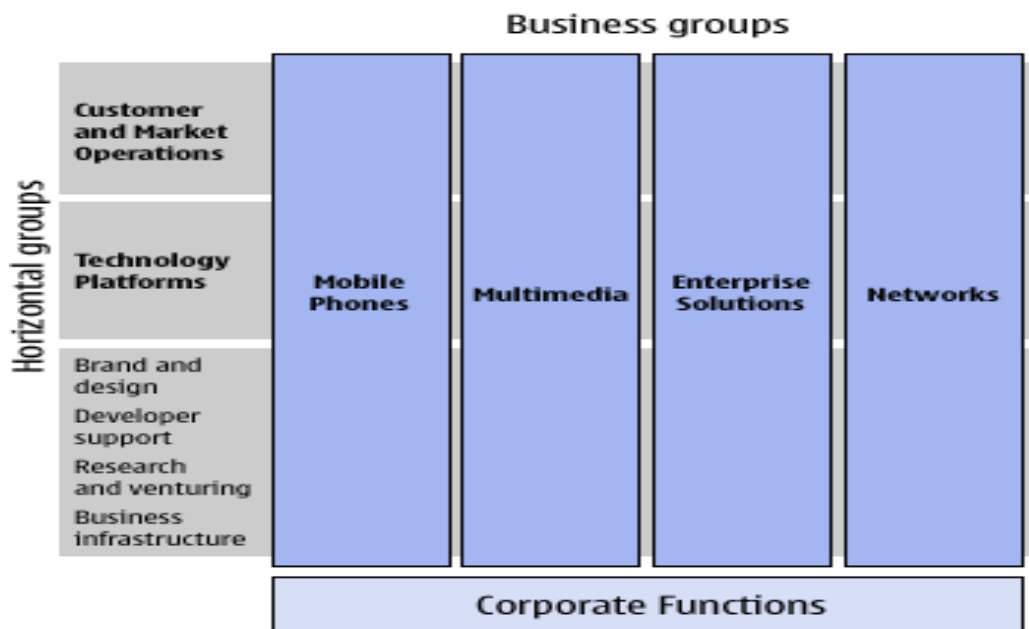 Business groups
Horizontal groups
Customer
and Market
Operations
Technology
Platforms
Brand and
design
Developer
support
Research
and venturing
Business
infrastructure
Mobile
Phones
Multimedia
Enterprise
Solutions
Networks
Corporate Functions